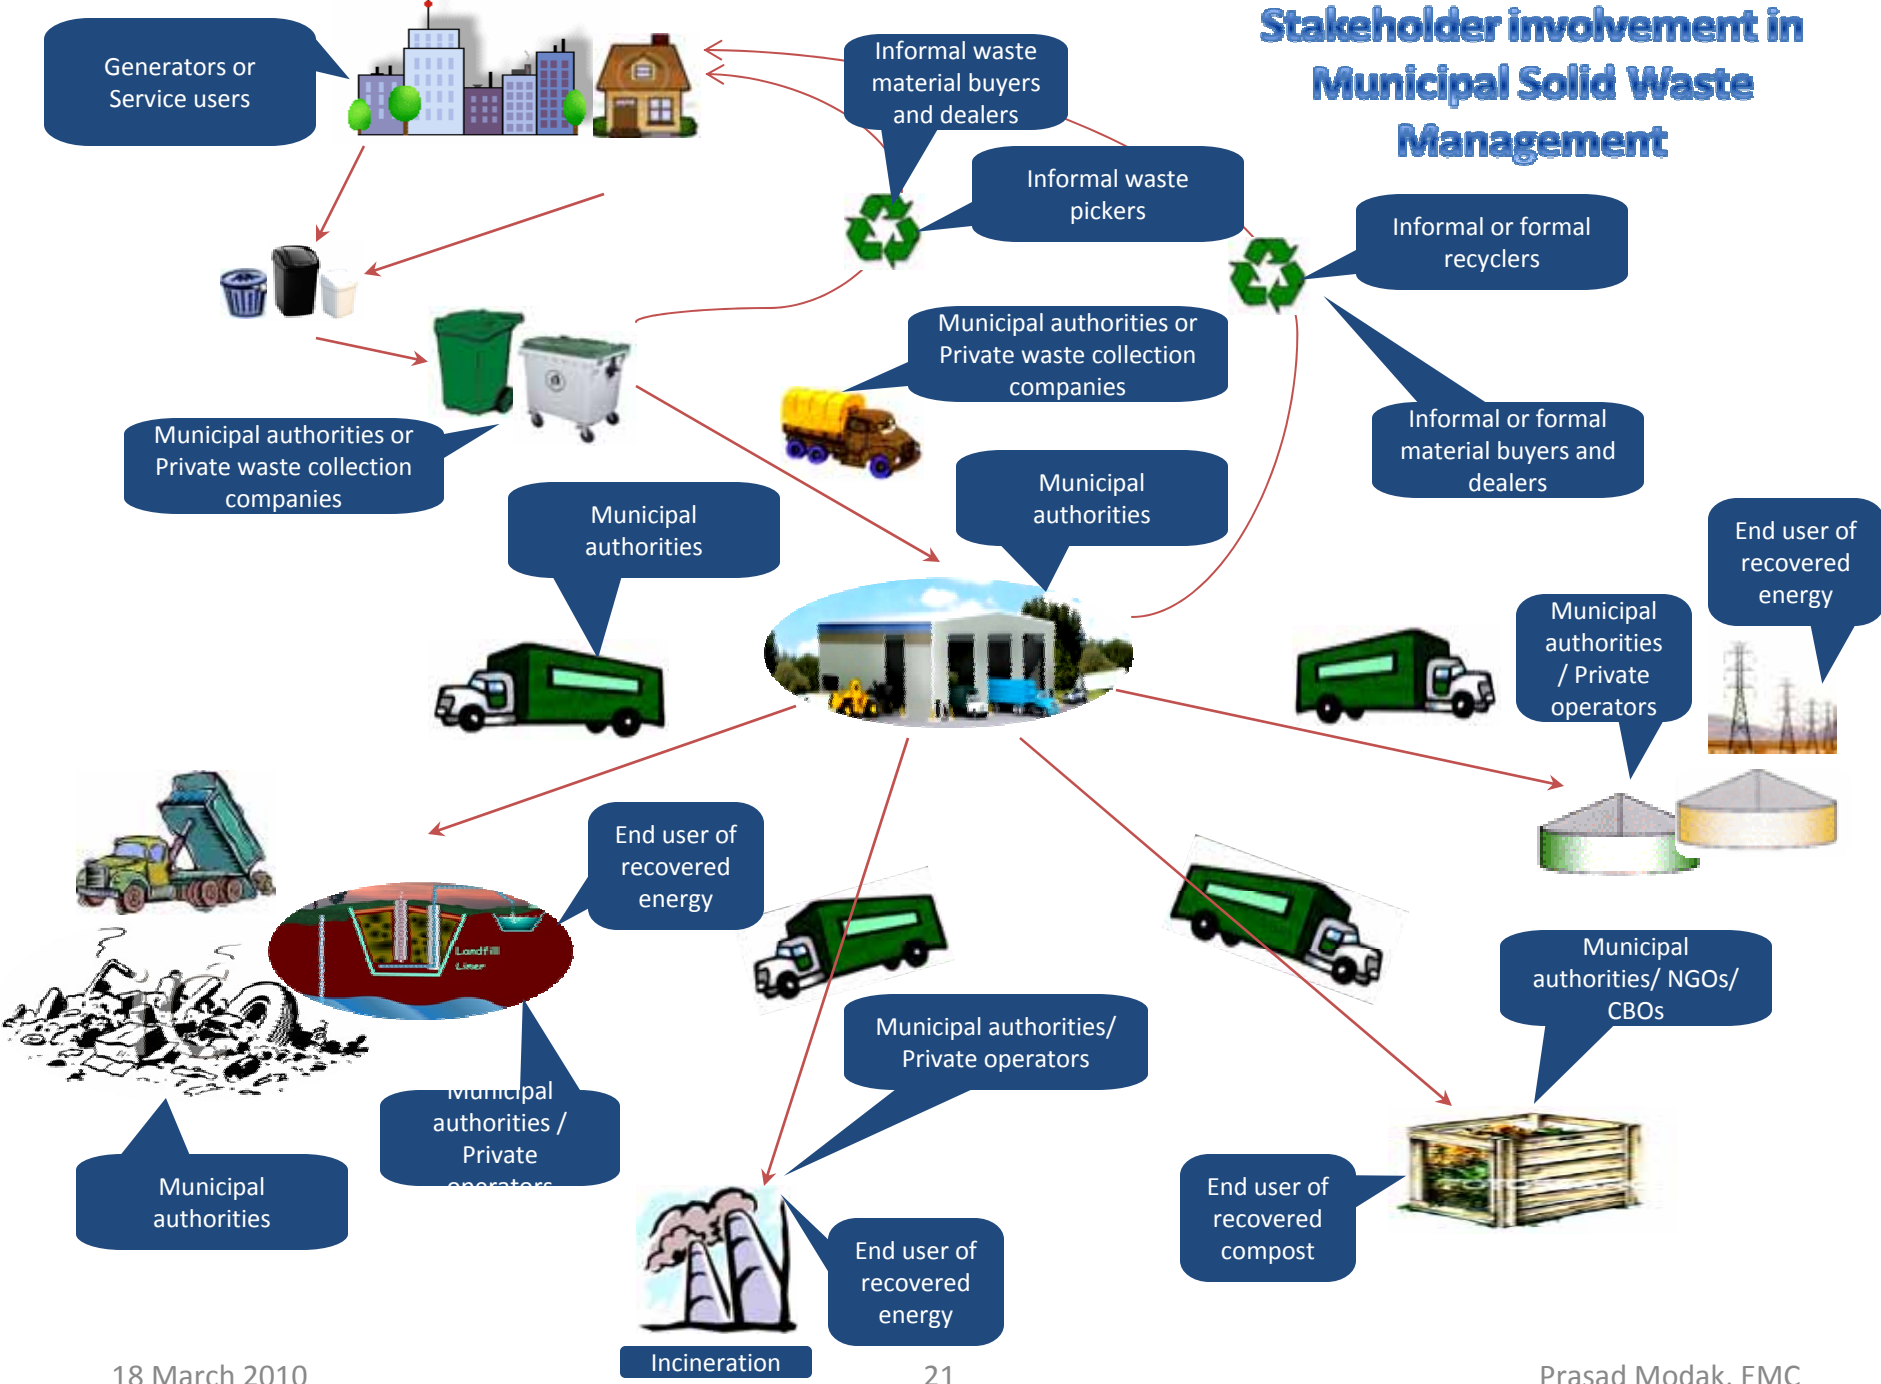 Stakeholder involvement in
Municipal Solid Waste
Management
Generators or
Service users
Informal waste
material buyers
and dealers
Informal waste
pickers
Informal or formal
recyclers
Municipal authorities or
Private waste collection
companies
Informal or formal
material buyers and
dealers
Municipal authorities or
Private waste collection
companies
Municipal
authorities
Municipal
authorities
End user of
recovered
energy
Municipal
authorities
/ Private
operators
End user of
recovered
energy
Landfill
Liner
Municipal
authorities/ NGOs/
CBOs
Municipal authorities/
Private operators
Municipal
authorities /
Private
operators
Municipal
authorities
End user of
recovered
compost
End user of
recovered
energy
Incineration
18 March 2010
21
Prasad Modak, EMC